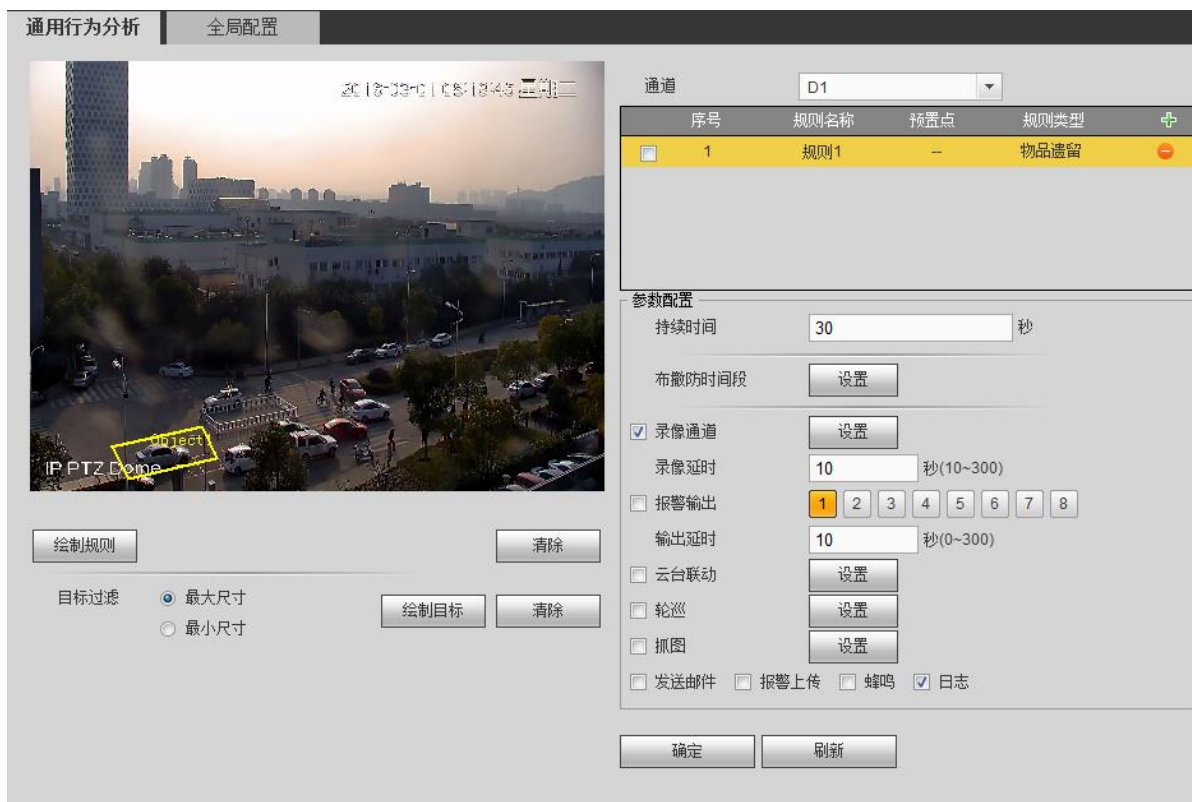 通用行为分析 全局配置
星期二
Object1
IP PTZ Dome
绘制规则 清除
目标过滤 最大尺寸 绘制目标 清除
最小尺寸
通道 D1
序号 规则名称 预置点 规则类型
1 规则1 -- 物品遗留
参数配置
持续时间 30 秒
布撤防时间段 设置
录像通道 设置
录像延时 10 秒(10~300)
报警输出 1 2 3 4 5 6 7 8
输出延时 10 秒(0~300)
云台联动 设置
轮巡 设置
抓图 设置
发送邮件 报警上传 蜂鸣 日志
确定 刷新